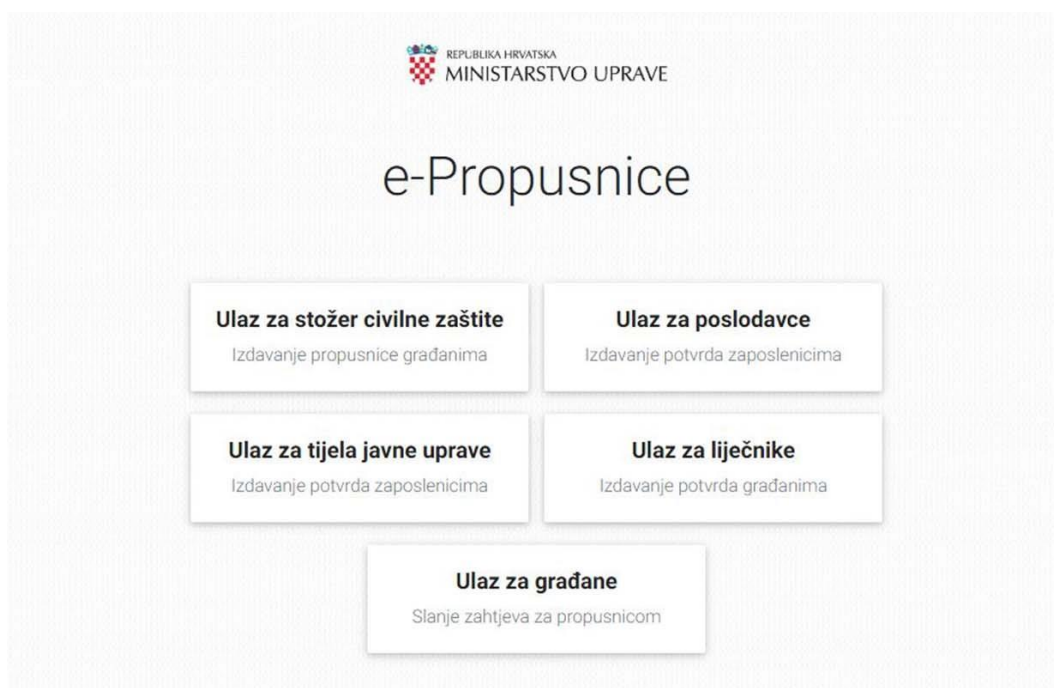 REPUBLIKA HRVATSKA
MINISTARSTVO UPRAVE
e-Propusnice
Ulaz za stožer civilne zaštite
Izdavanje propusnice građanima
Ulaz za poslodavce
Izdavanje potvrda zaposlenicima
Ulaz za tijela javne uprave
Izdavanje potvrda zaposlenicima
Ulaz za liječnike
Izdavanje potvrda građanima
Ulaz za građane
Slanje zahtjeva za propusnicom